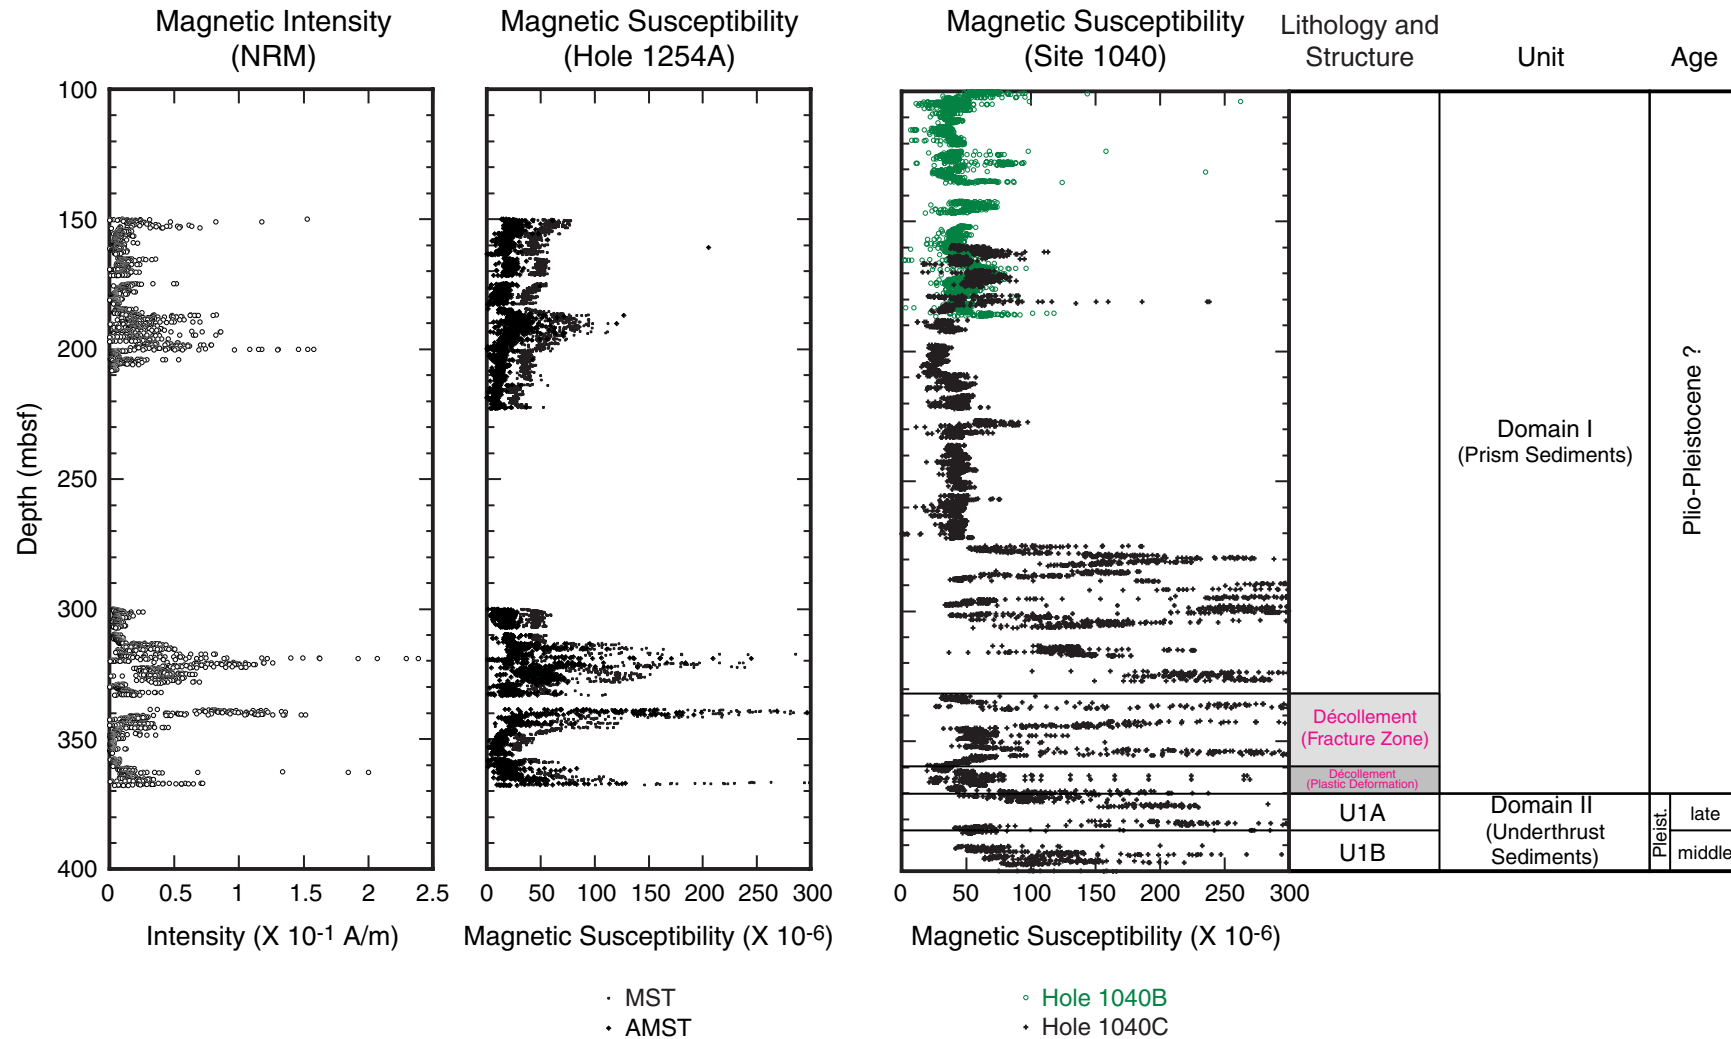 Magnetic Intensity
(NRM)
Magnetic Susceptibility
(Hole 1254A)
Magnetic Susceptibility
(Site 1040)
Lithology and
Structure
Unit
Age
Depth (mbsf)
100
150
200
250
300
350
400
0
0.5
1
1.5
2
2.5
Intensity (X 10-1 A/m)
0
50
100
150
200
250
300
Magnetic Susceptibility (X 10-6)
MST
AMST
0
50
100
150
200
250
300
Magnetic Susceptibility (X 10-6)
Hole 1040B
Hole 1040C
Décollement
(Fracture Zone)
Décollement
(Plastic Deformation)
U1A
U1B
Domain I
(Prism Sediments)
Domain II
(Underthrust
Sediments)
Plio-Pleistocene ?
Pleist.
late
middle